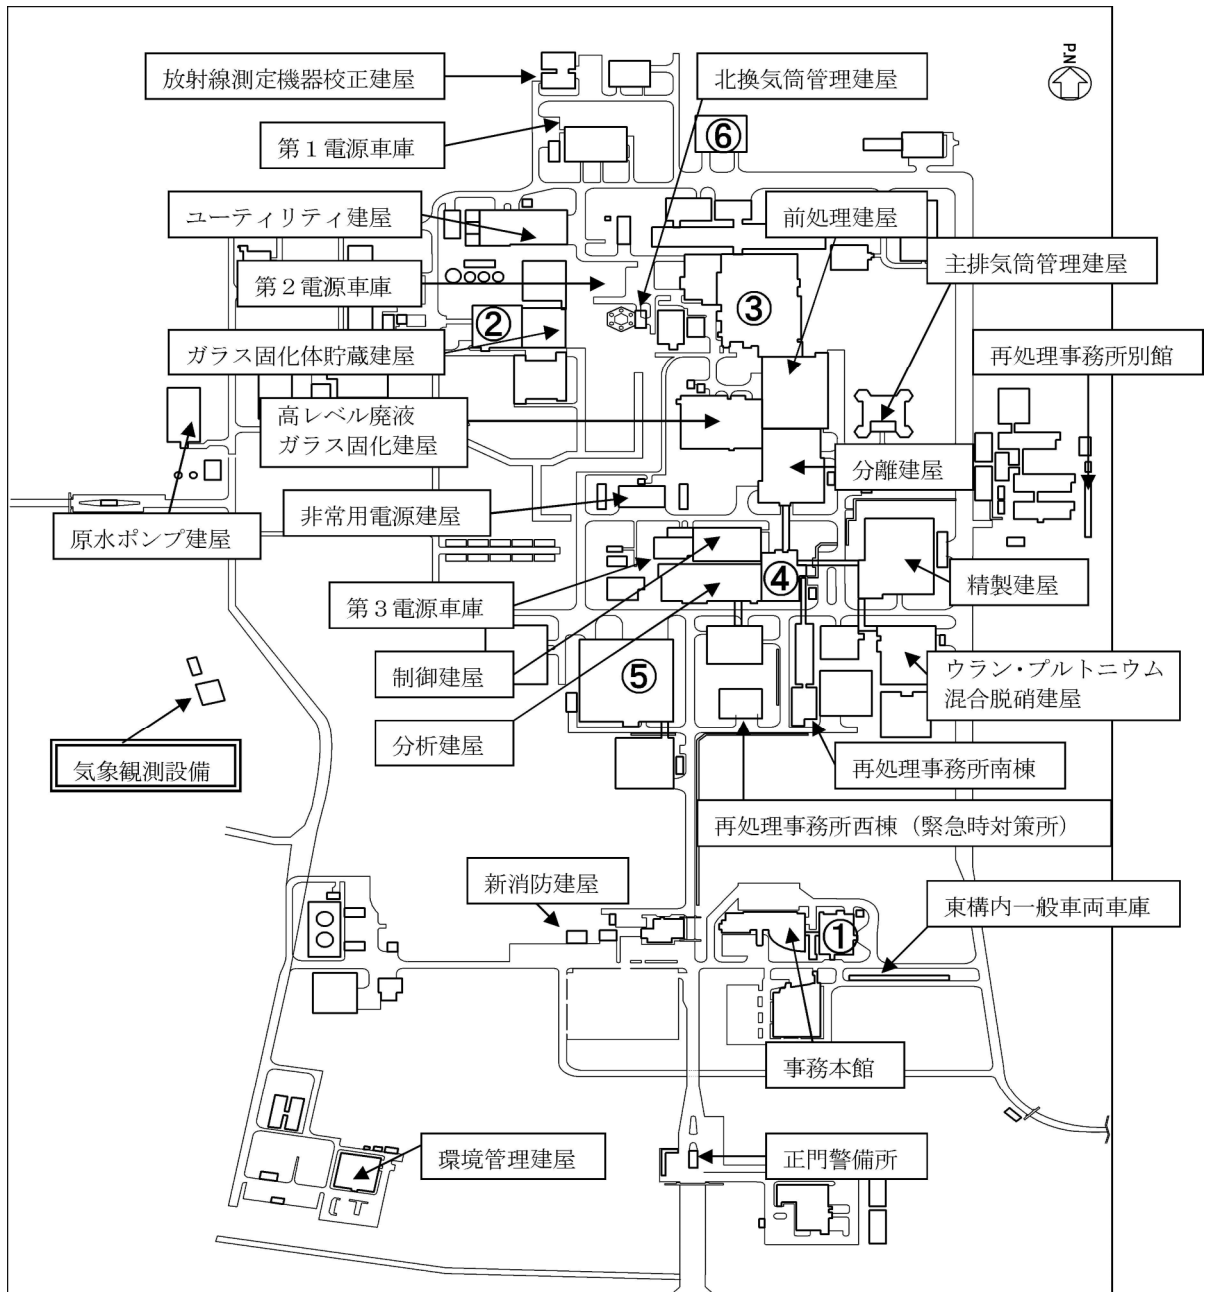 P.N
放射線測定機器校正建屋
北換気筒管理建屋
第1電源車庫
⑥
ユーティリティ建屋
前処理建屋
主排気筒管理建屋
第2電源車庫
③
②
ガラス固化体貯蔵建屋
再処理事務所別館
高レベル廃液
ガラス固化建屋
分離建屋
非常用電源建屋
原水ポンプ建屋
④
精製建屋
第3電源車庫
制御建屋
⑤
ウラン・プルトニウム
混合脱硝建屋
分析建屋
気象観測設備
再処理事務所南棟
再処理事務所西棟（緊急時対策所）
新消防建屋
東構内一般車両車庫
①
事務本館
環境管理建屋
正門警備所